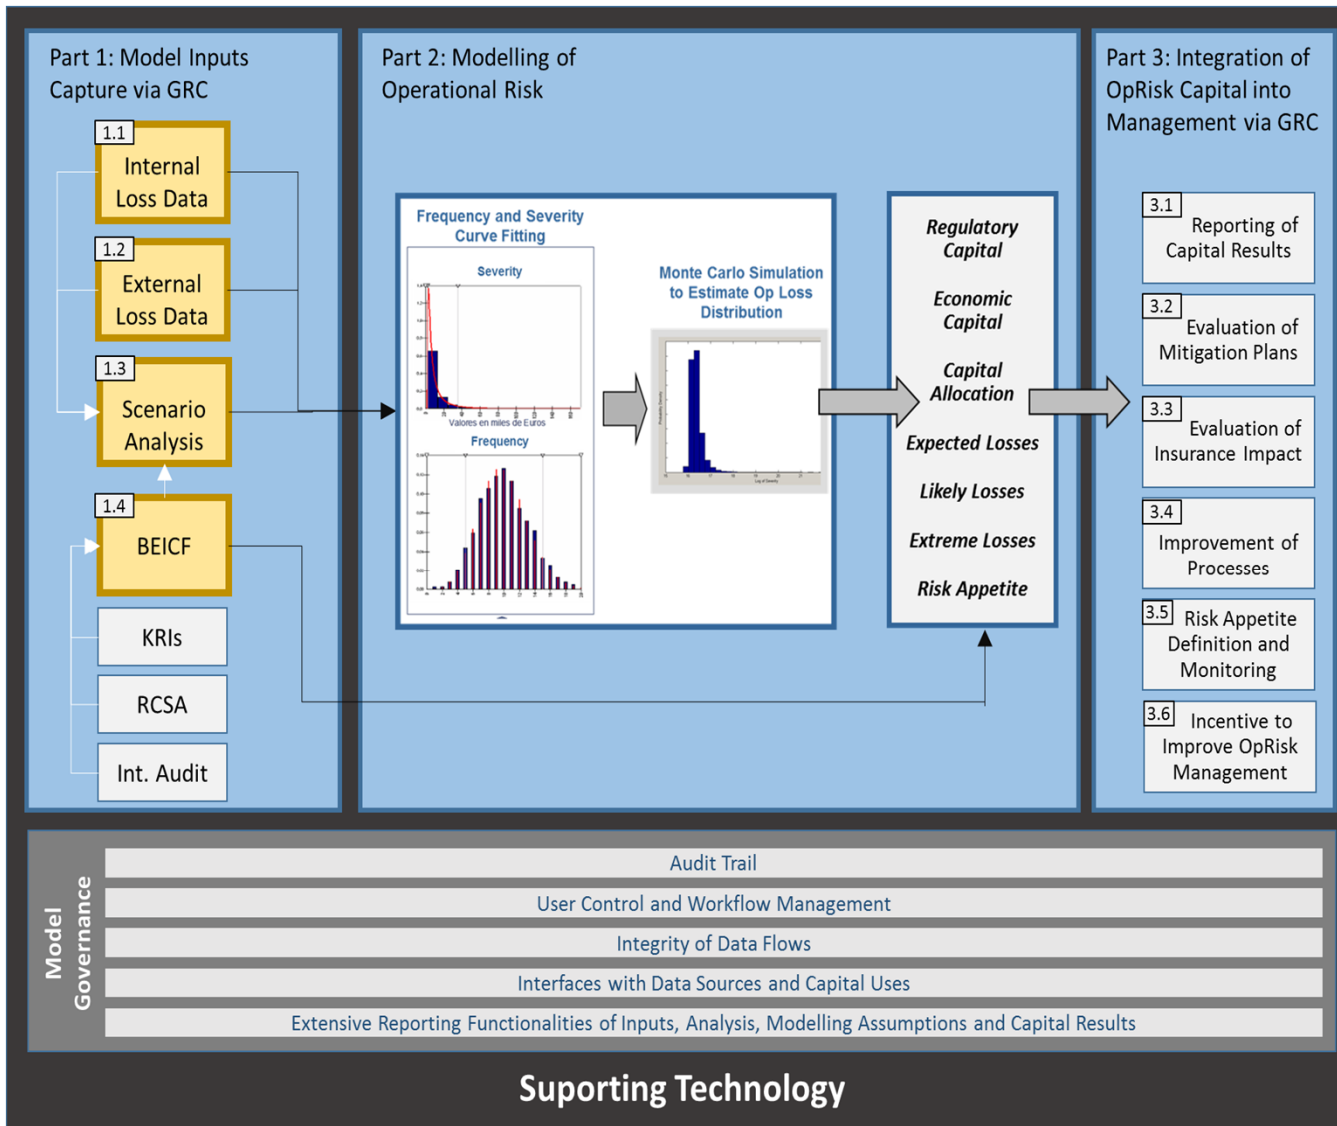 Part 1: Model Inputs
Capture via GRC
1.1
Internal
Loss Data
1.2
External
Loss Data
1.3
Scenario
Analysis
1.4
BEICF
KRIs
RCSA
Int. Audit
Part 2: Modelling of
Operational Risk
Frequency and Severity
Curve Fitting
Severity
Valores en miles de Euros
Frequency
Monte Carlo Simulation
to Estimate Op Loss
Distribution
Probability Density
Log of Severity
Regulatory
Capital
Economic
Capital
Capital
Allocation
Expected Losses
Likely Losses
Extreme Losses
Risk Appetite
Part 3: Integration of
OpRisk Capital into
Management via GRC
3.1
Reporting of
Capital Results
3.2
Evaluation of
Mitigation Plans
3.3
Evaluation of
Insurance Impact
3.4
Improvement of
Processes
3.5
Risk Appetite
Definition and
Monitoring
3.6
Incentive to
Improve OpRisk
Management
Model
Governance
Audit Trail
User Control and Workflow Management
Integrity of Data Flows
Interfaces with Data Sources and Capital Uses
Extensive Reporting Functionalities of Inputs, Analysis, Modelling Assumptions and Capital Results
Suporting Technology